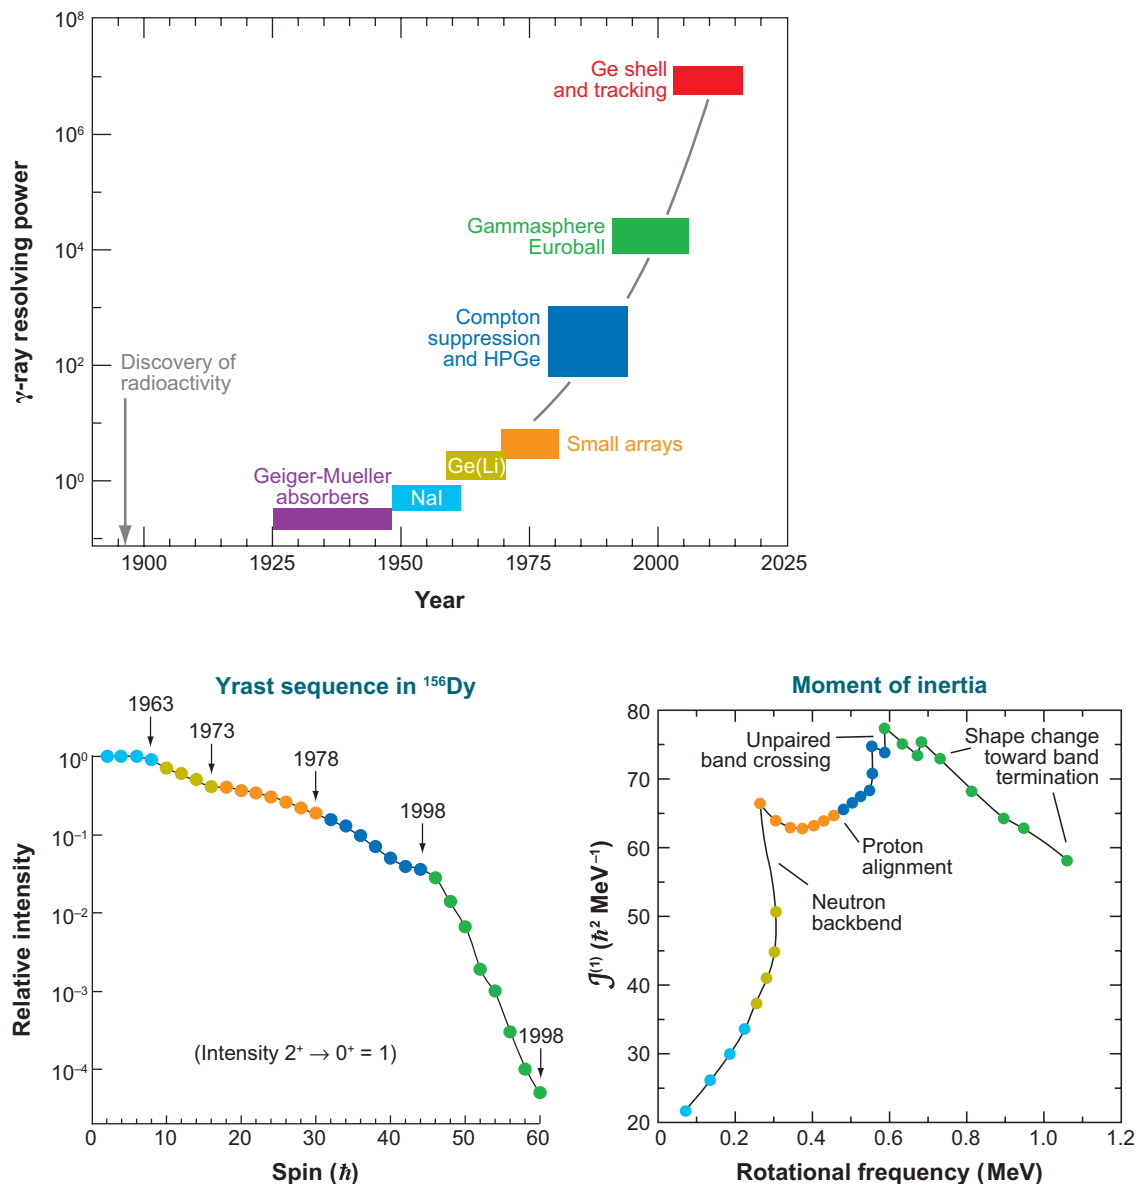 10⁸
10⁶
10⁴
10²
10⁰
γ-ray resolving power
Ge shell
and tracking
Gammasphere
Euroball
Compton
suppression
and HPGe
Discovery of
radioactivity
Small arrays
Ge(Li)
Geiger-Mueller
absorbers
NaI
1900 1925 1950 1975 2000 2025
Year
Yrast sequence in ¹⁵⁶Dy
1963
1973
1978
1998
1998
10⁰
10⁻¹
10⁻²
10⁻³
10⁻⁴
Relative intensity
(Intensity 2⁺ → 0⁺ = 1)
0 10 20 30 40 50 60
Spin (ℏ)
Moment of inertia
80
70
60
50
40
30
20
ℐ⁽¹⁾ (ℏ² MeV⁻¹)
Unpaired
band crossing
Shape change
toward band
termination
Proton
alignment
Neutron
backbend
0 0.2 0.4 0.6 0.8 1.0 1.2
Rotational frequency (MeV)